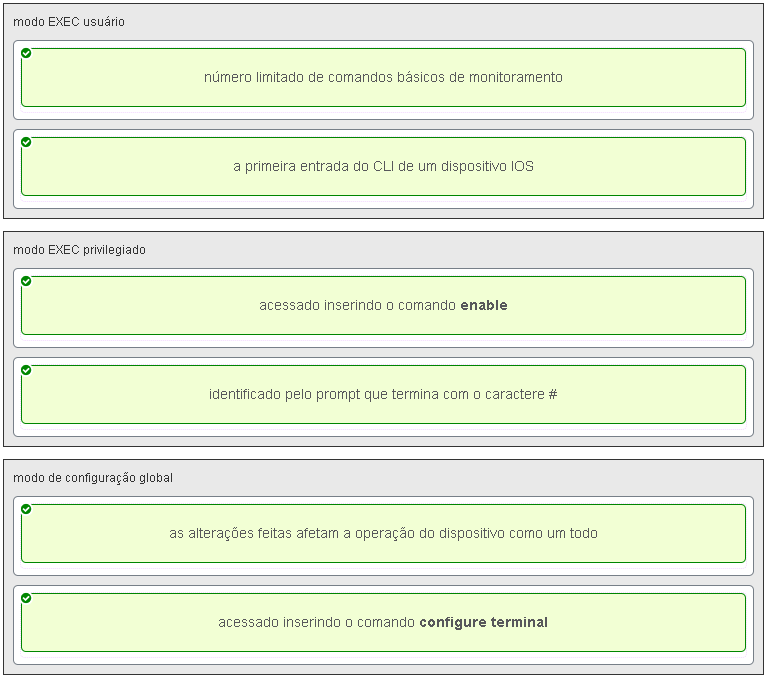 modo EXEC usuário
número limitado de comandos básicos de monitoramento
a primeira entrada do CLI de um dispositivo IOS
modo EXEC privilegiado
acessado inserindo o comando enable
identificado pelo prompt que termina com o caractere #
modo de configuração global
as alterações feitas afetam a operação do dispositivo como um todo
acessado inserindo o comando configure terminal